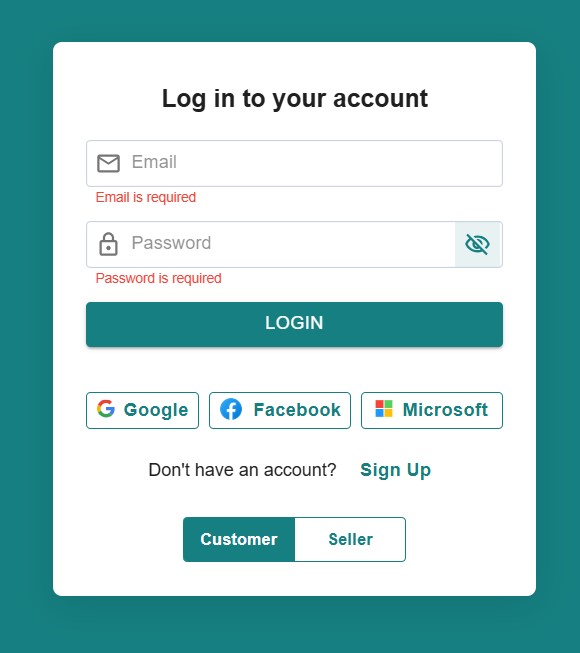 Log in to your account
Email
Email is required
Password
Password is required
LOGIN
Google Facebook Microsoft
Don't have an account? Sign Up
Customer Seller